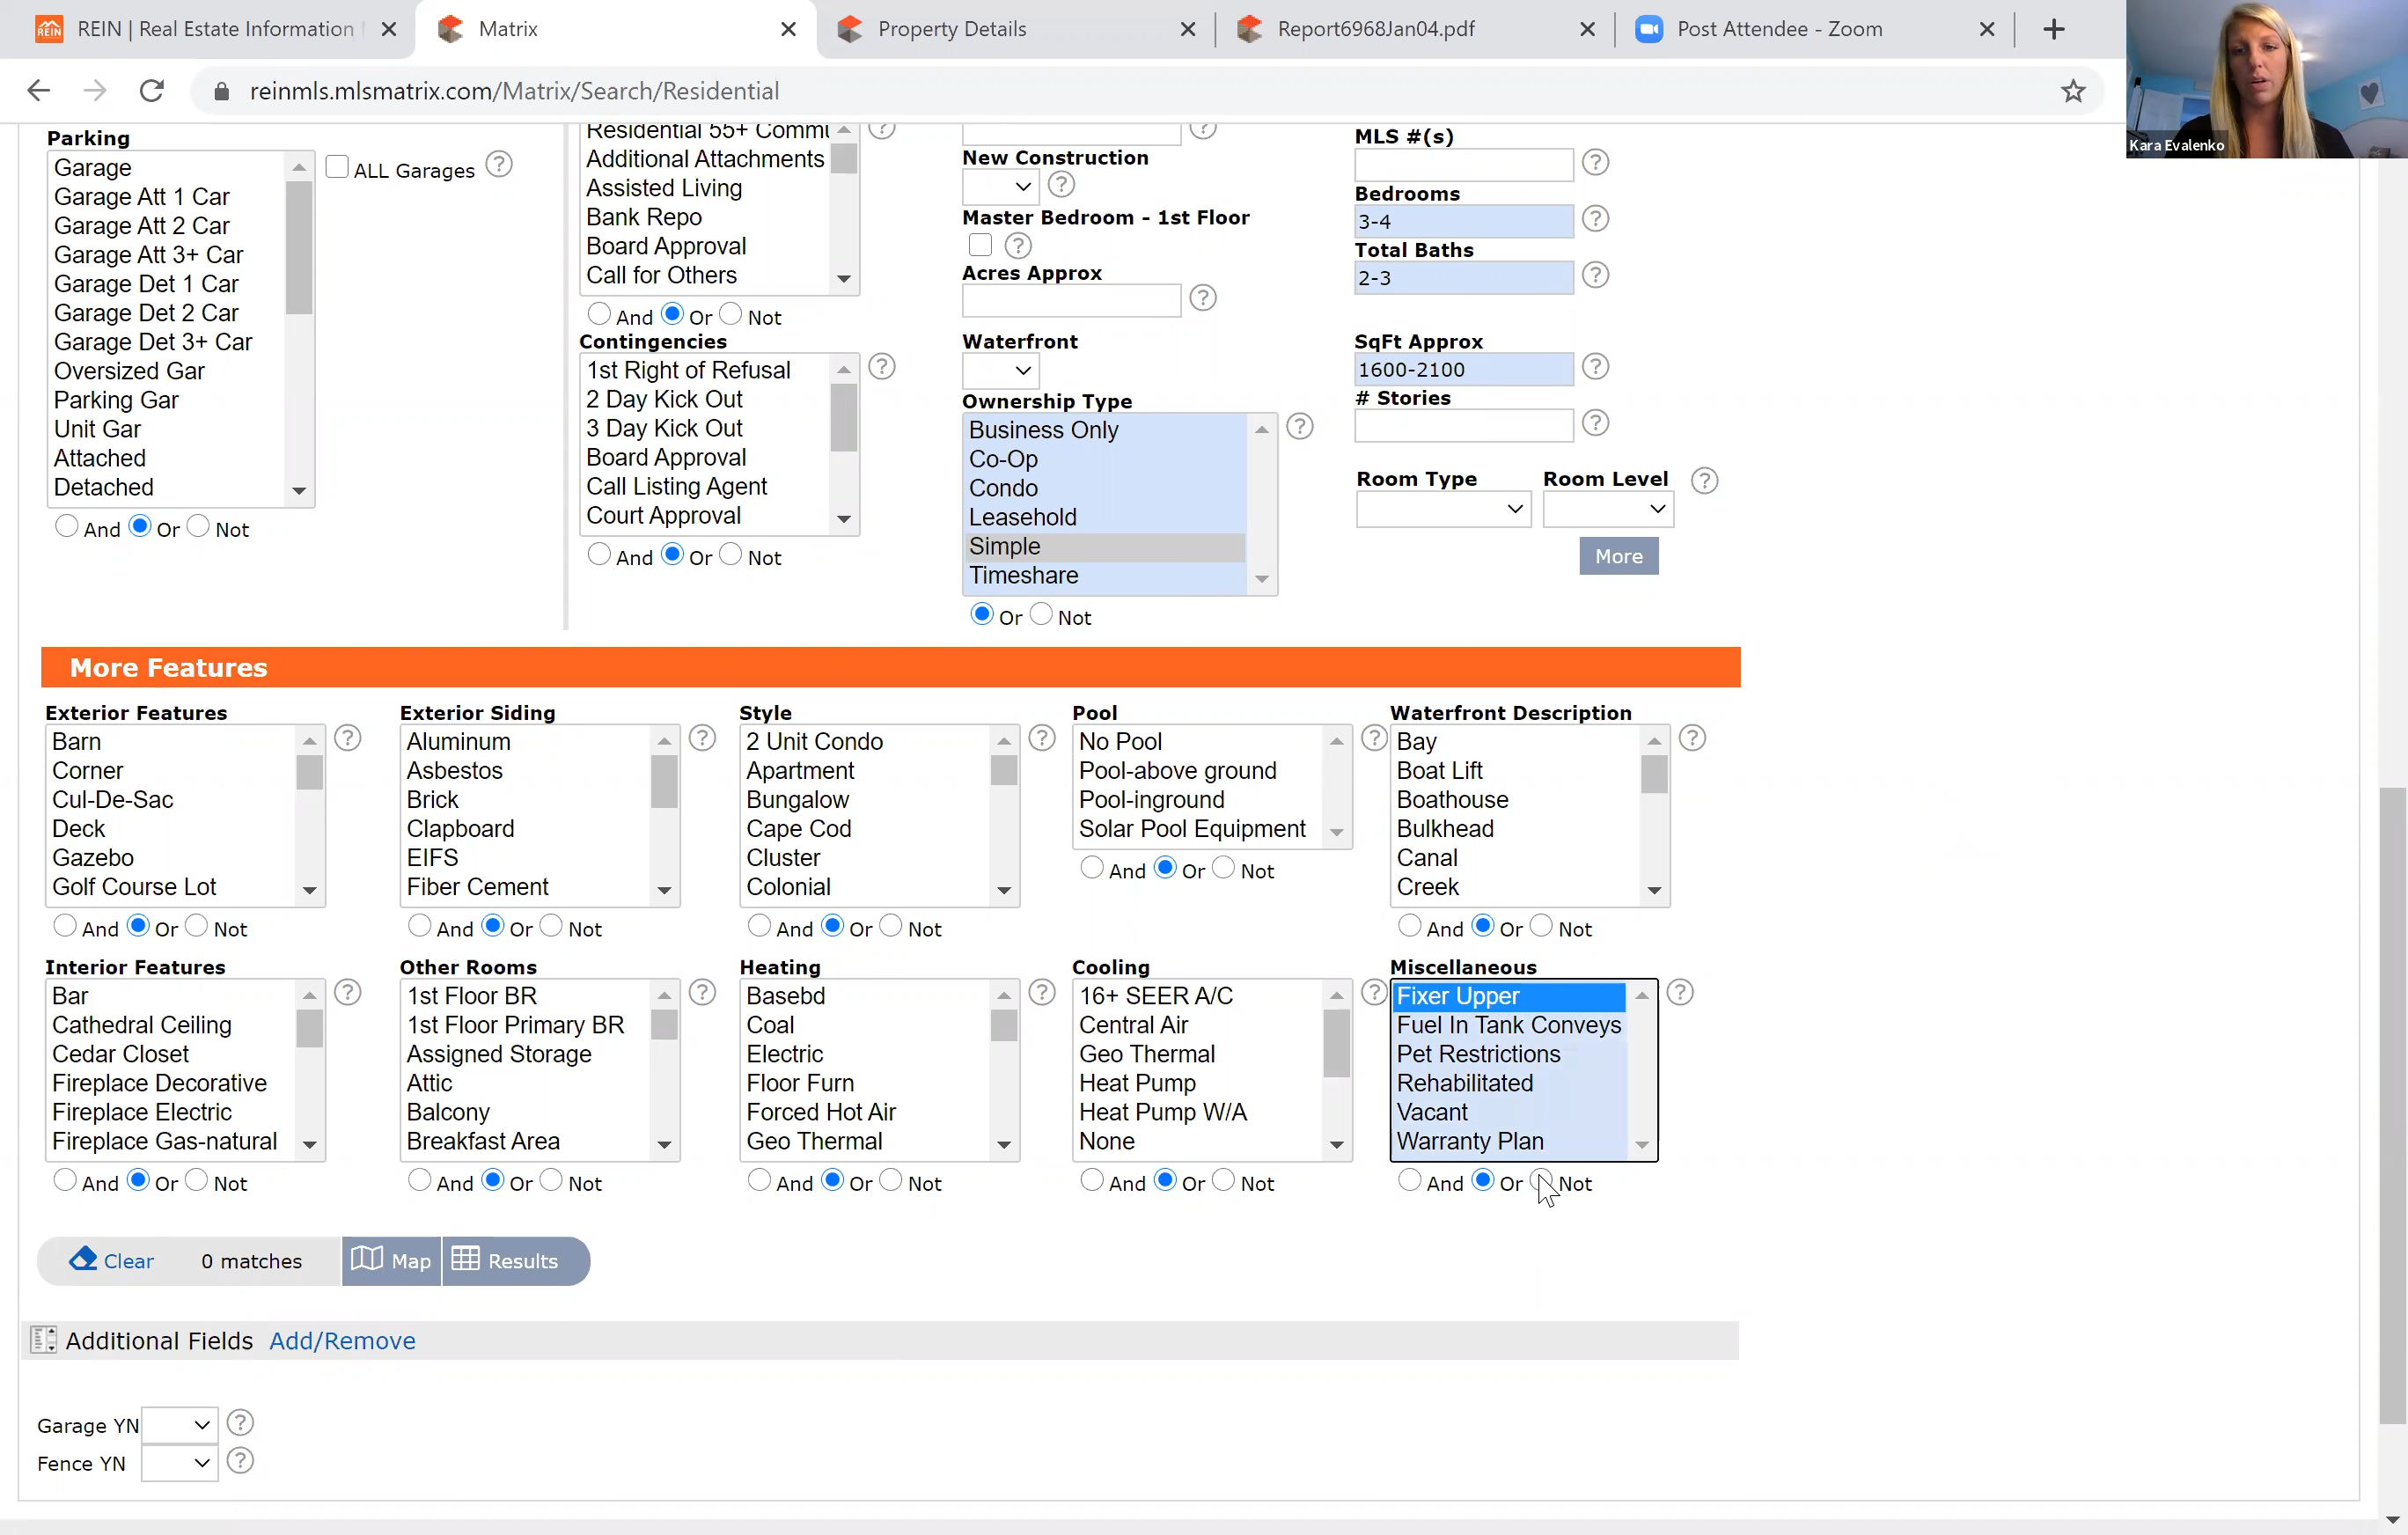 REIN | Real Estate Information
Matrix
Property Details
Report6968Jan04.pdf
Post Attendee - Zoom
reinmls.mlsmatrix.com/Matrix/Search/Residential
Kara Evalenko
Parking
Garage
Garage Att 1 Car
Garage Att 2 Car
Garage Att 3+ Car
Garage Det 1 Car
Garage Det 2 Car
Garage Det 3+ Car
Oversized Gar
Parking Gar
Unit Gar
Attached
Detached
And Or Not
ALL Garages ?
Residential 55+ Commu
Additional Attachments
Assisted Living
Bank Repo
Board Approval
Call for Others
And Or Not
Contingencies
1st Right of Refusal
2 Day Kick Out
3 Day Kick Out
Board Approval
Call Listing Agent
Court Approval
And Or Not
New Construction
Master Bedroom - 1st Floor
Acres Approx
Waterfront
Ownership Type
Business Only
Co-Op
Condo
Leasehold
Simple
Timeshare
Or Not
MLS #(s)
Bedrooms
3-4
Total Baths
2-3
SqFt Approx
1600-2100
# Stories
Room Type Room Level
More
More Features
Exterior Features
Barn
Corner
Cul-De-Sac
Deck
Gazebo
Golf Course Lot
And Or Not
Exterior Siding
Aluminum
Asbestos
Brick
Clapboard
EIFS
Fiber Cement
And Or Not
Style
2 Unit Condo
Apartment
Bungalow
Cape Cod
Cluster
Colonial
And Or Not
Pool
No Pool
Pool-above ground
Pool-inground
Solar Pool Equipment
And Or Not
Waterfront Description
Bay
Boat Lift
Boathouse
Bulkhead
Canal
Creek
And Or Not
Interior Features
Bar
Cathedral Ceiling
Cedar Closet
Fireplace Decorative
Fireplace Electric
Fireplace Gas-natural
And Or Not
Other Rooms
1st Floor BR
1st Floor Primary BR
Assigned Storage
Attic
Balcony
Breakfast Area
And Or Not
Heating
Basebd
Coal
Electric
Floor Furn
Forced Hot Air
Geo Thermal
And Or Not
Cooling
16+ SEER A/C
Central Air
Geo Thermal
Heat Pump
Heat Pump W/A
None
And Or Not
Miscellaneous
Fixer Upper
Fuel In Tank Conveys
Pet Restrictions
Rehabilitated
Vacant
Warranty Plan
And Or Not
Clear 0 matches Map Results
Additional Fields Add/Remove
Garage YN
Fence YN